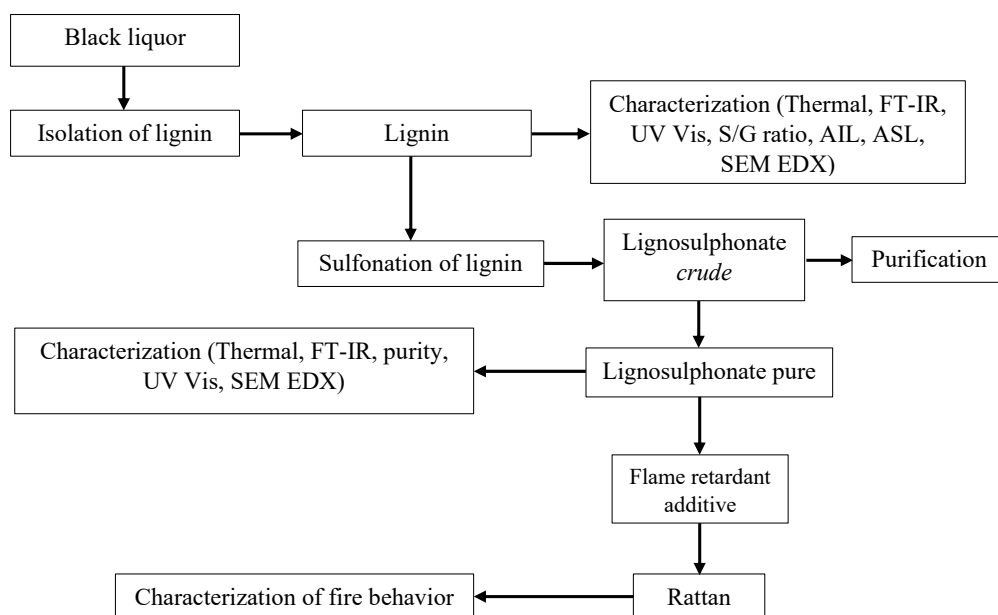 Black liquor
Isolation of lignin
Lignin
Characterization (Thermal, FT-IR,
UV Vis, S/G ratio, AIL, ASL,
SEM EDX)
Sulfonation of lignin
Lignosulphonate
crude
Purification
Characterization (Thermal, FT-IR, purity,
UV Vis, SEM EDX)
Lignosulphonate pure
Flame retardant
additive
Characterization of fire behavior
Rattan